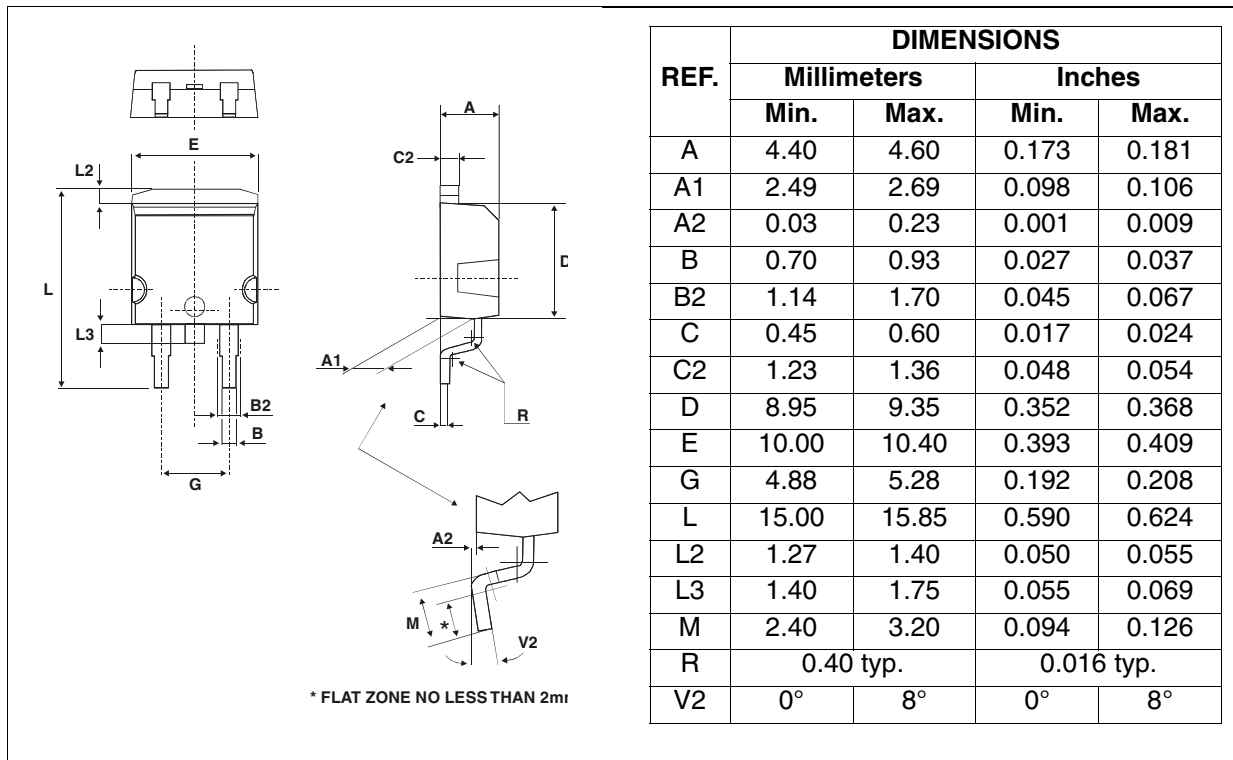 E
L2
L
L3
B2
B
G
A
C2
D
A1
C
R
A2
M
*
V2
* FLAT ZONE NO LESS THAN 2m
REF. DIMENSIONS
Millimeters Inches
Min. Max. Min. Max.
A 4.40 4.60 0.173 0.181
A1 2.49 2.69 0.098 0.106
A2 0.03 0.23 0.001 0.009
B 0.70 0.93 0.027 0.037
B2 1.14 1.70 0.045 0.067
C 0.45 0.60 0.017 0.024
C2 1.23 1.36 0.048 0.054
D 8.95 9.35 0.352 0.368
E 10.00 10.40 0.393 0.409
G 4.88 5.28 0.192 0.208
L 15.00 15.85 0.590 0.624
L2 1.27 1.40 0.050 0.055
L3 1.40 1.75 0.055 0.069
M 2.40 3.20 0.094 0.126
R 0.40 typ. 0.016 typ.
V2 0° 8° 0° 8°